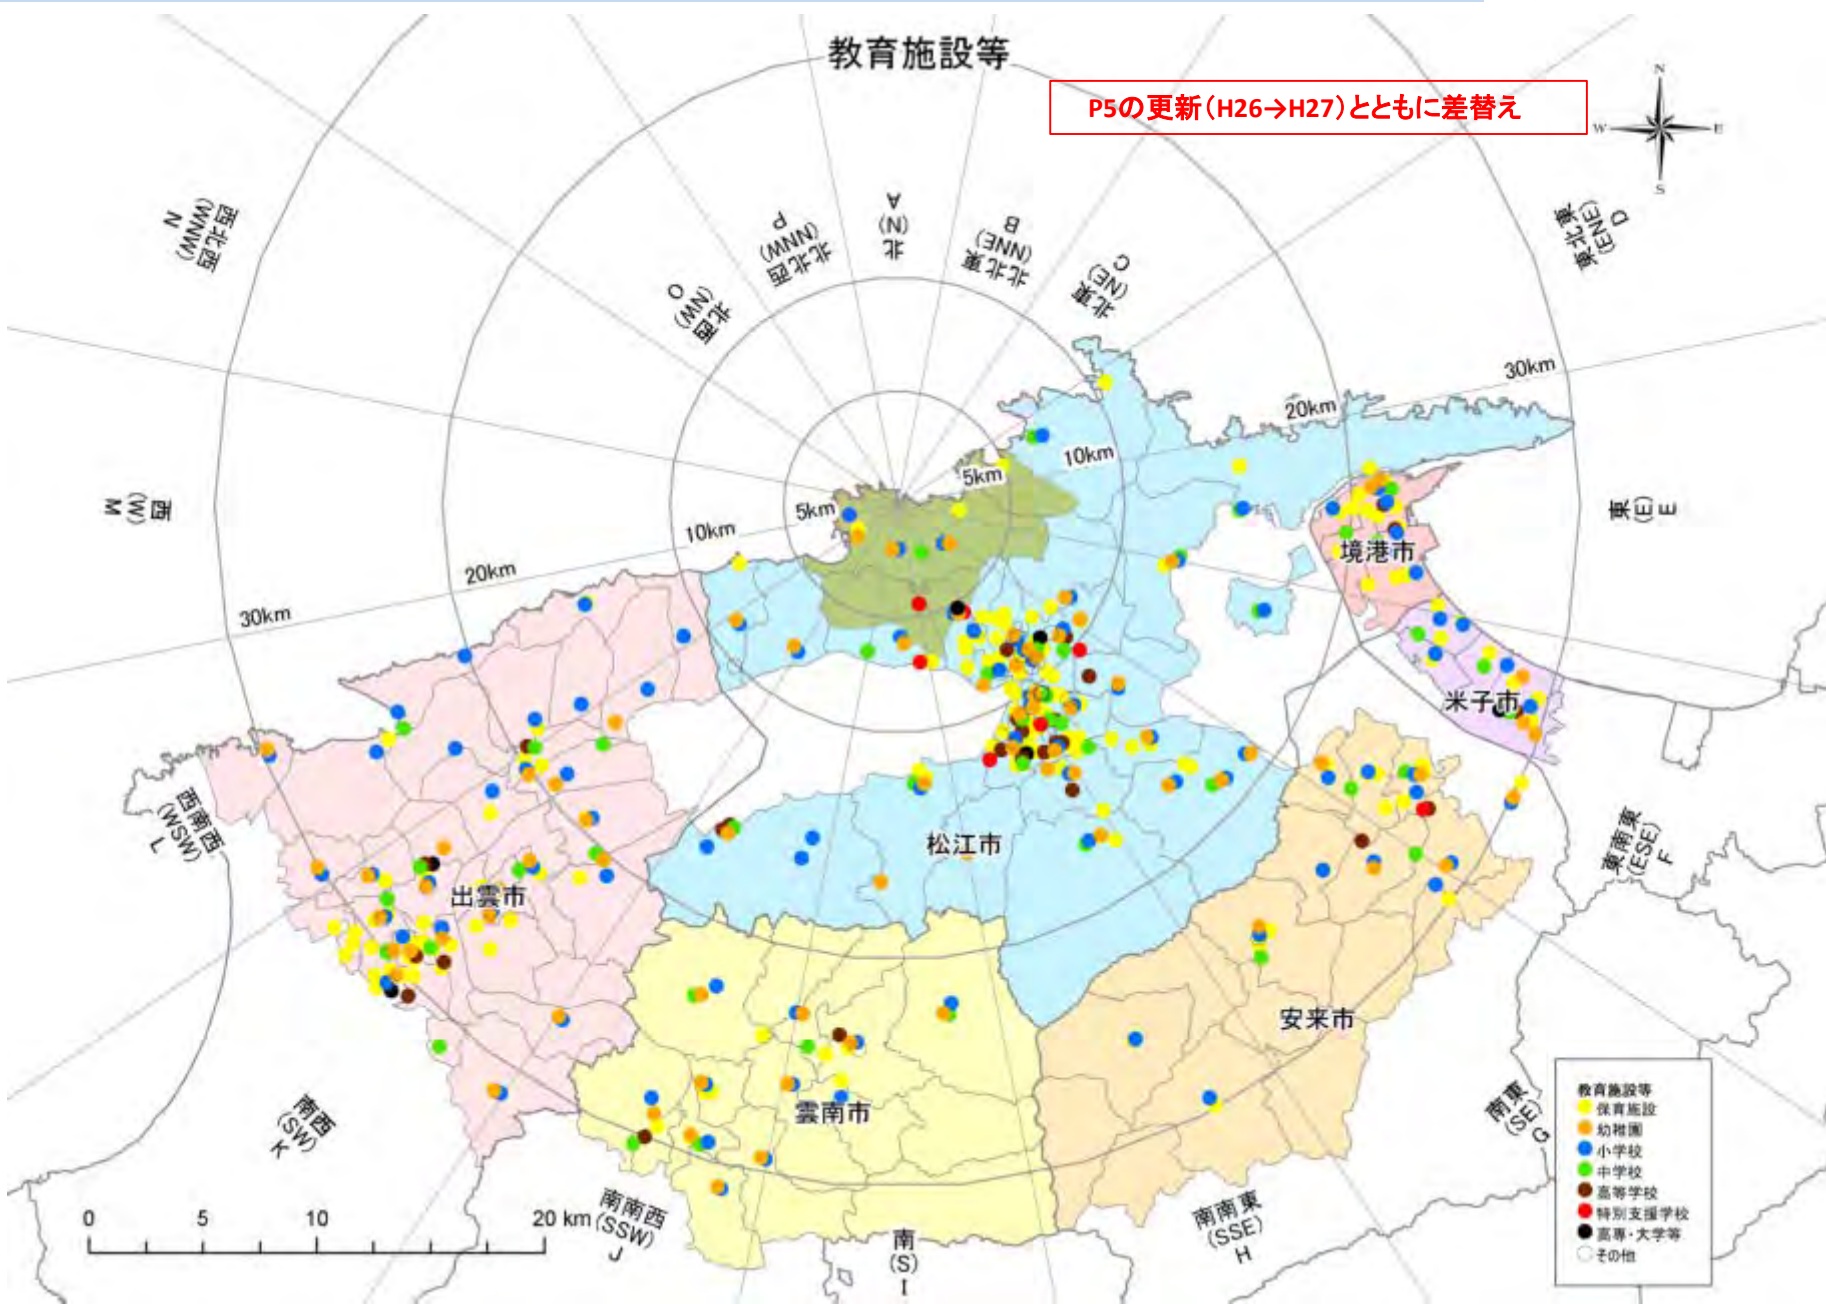 教育施設等
P5の更新(H26→H27)とともに差替え
N
W
E
S
西北西
(WNW)
N
北西
(NW)
O
北北西
(NNW)
P
北
(N)
A
北北東
(NNE)
B
北東
(NE)
C
東北東
(ENE)
D
西
(W)
M
東
(E)
E
30km
20km
10km
5km
5km
10km
20km
30km
境港市
米子市
松江市
出雲市
安来市
雲南市
西南西
(WSW)
L
東南東
(ESE)
F
南西
(SW)
K
南東
(SE)
G
南南西
(SSW)
J
南
(S)
I
南南東
(SSE)
H
0 5 10 20 km
教育施設等
保育施設
幼稚園
小学校
中学校
高等学校
特別支援学校
高専・大学等
その他